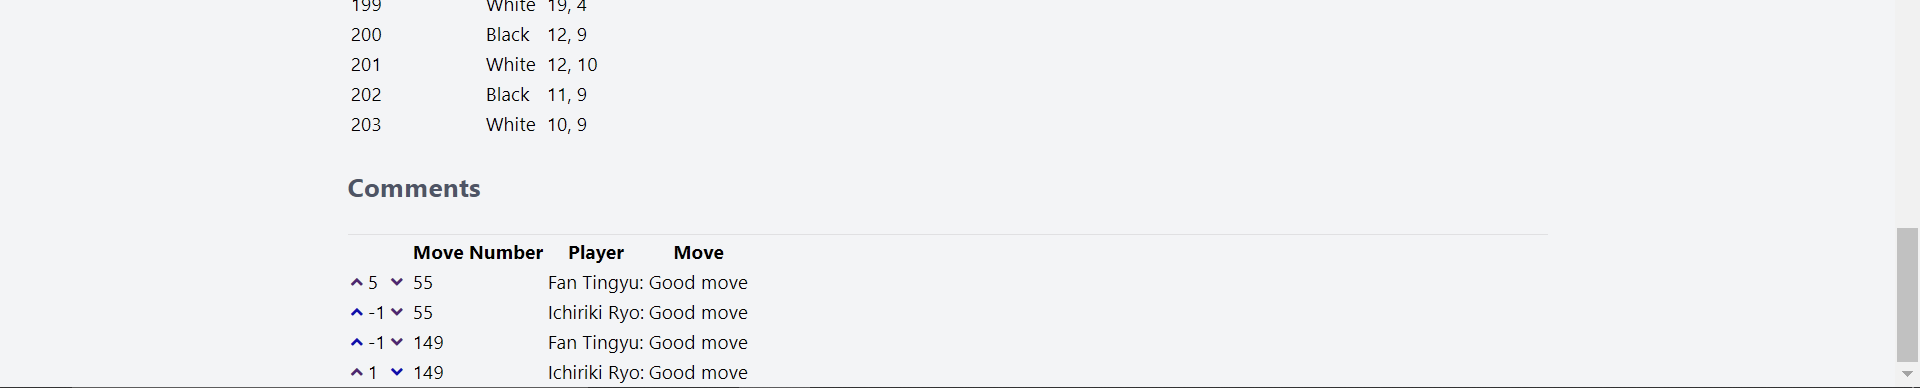 199 White 19, 4
200 Black 12, 9
201 White 12, 10
202 Black 11, 9
203 White 10, 9
Comments
Move Number Player Move
5 55 Fan Tingyu: Good move
-1 55 Ichiriki Ryo: Good move
-1 149 Fan Tingyu: Good move
1 149 Ichiriki Ryo: Good move